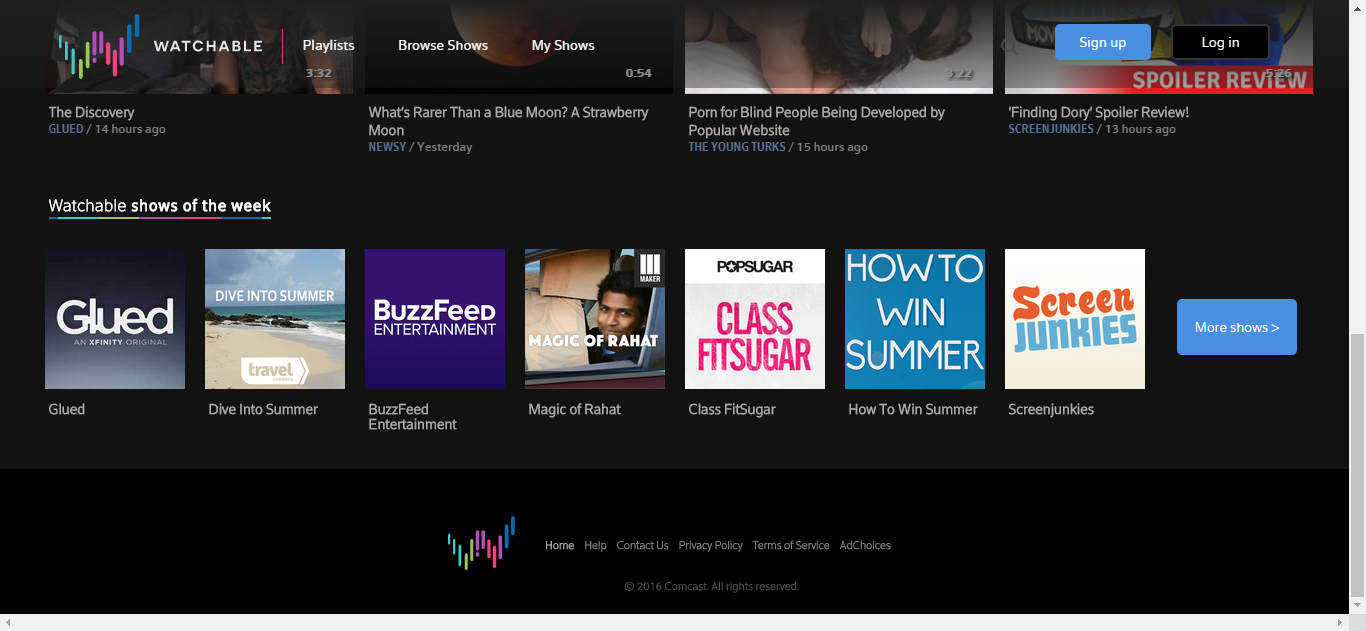 WATCHABLE
Playlists
Browse Shows
My Shows
Sign up
Log in
3:32
0:54
3:22
MOV
SPOILER REVIEW
5:26
The Discovery
GLUED / 14 hours ago
What's Rarer Than a Blue Moon? A Strawberry
Moon
NEWSY / Yesterday
Porn for Blind People Being Developed by
Popular Website
THE YOUNG TURKS / 15 hours ago
'Finding Dory' Spoiler Review!
SCREENJUNKIES / 13 hours ago
Watchable shows of the week
Glued
AN XFINITY ORIGINAL
DIVE INTO SUMMER
travel
CHANNEL
BuzzFeed
ENTERTAINMENT
MAKER
MAGIC OF RAHAT
POPSUGAR
CLASS
FITSUGAR
HOW TO
WIN
SUMMER
Screen
JUNKIES
More shows >
Glued
Dive Into Summer
BuzzFeed
Entertainment
Magic of Rahat
Class FitSugar
How To Win Summer
Screenjunkies
Home
Help
Contact Us
Privacy Policy
Terms of Service
AdChoices
© 2016 Comcast. All rights reserved.